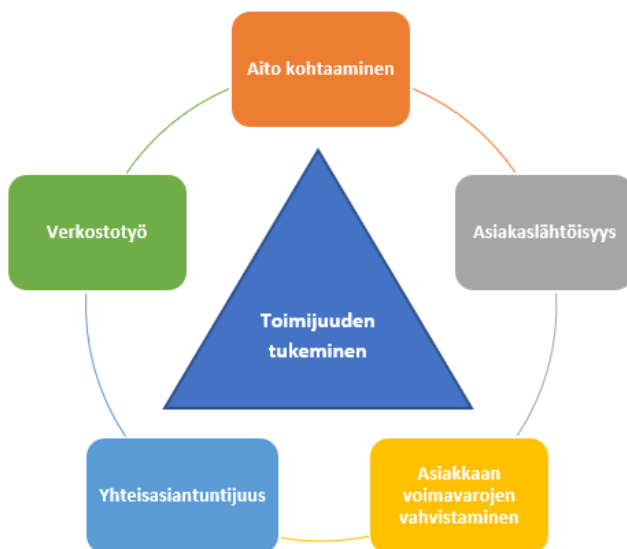 Aito kohtaaminen
Asiakaslähtöisyys
Asiakkaan
voimavarojen
vahvistaminen
Yhteisasiantuntijuus
Verkostotyö
Toimijuuden
tukeminen